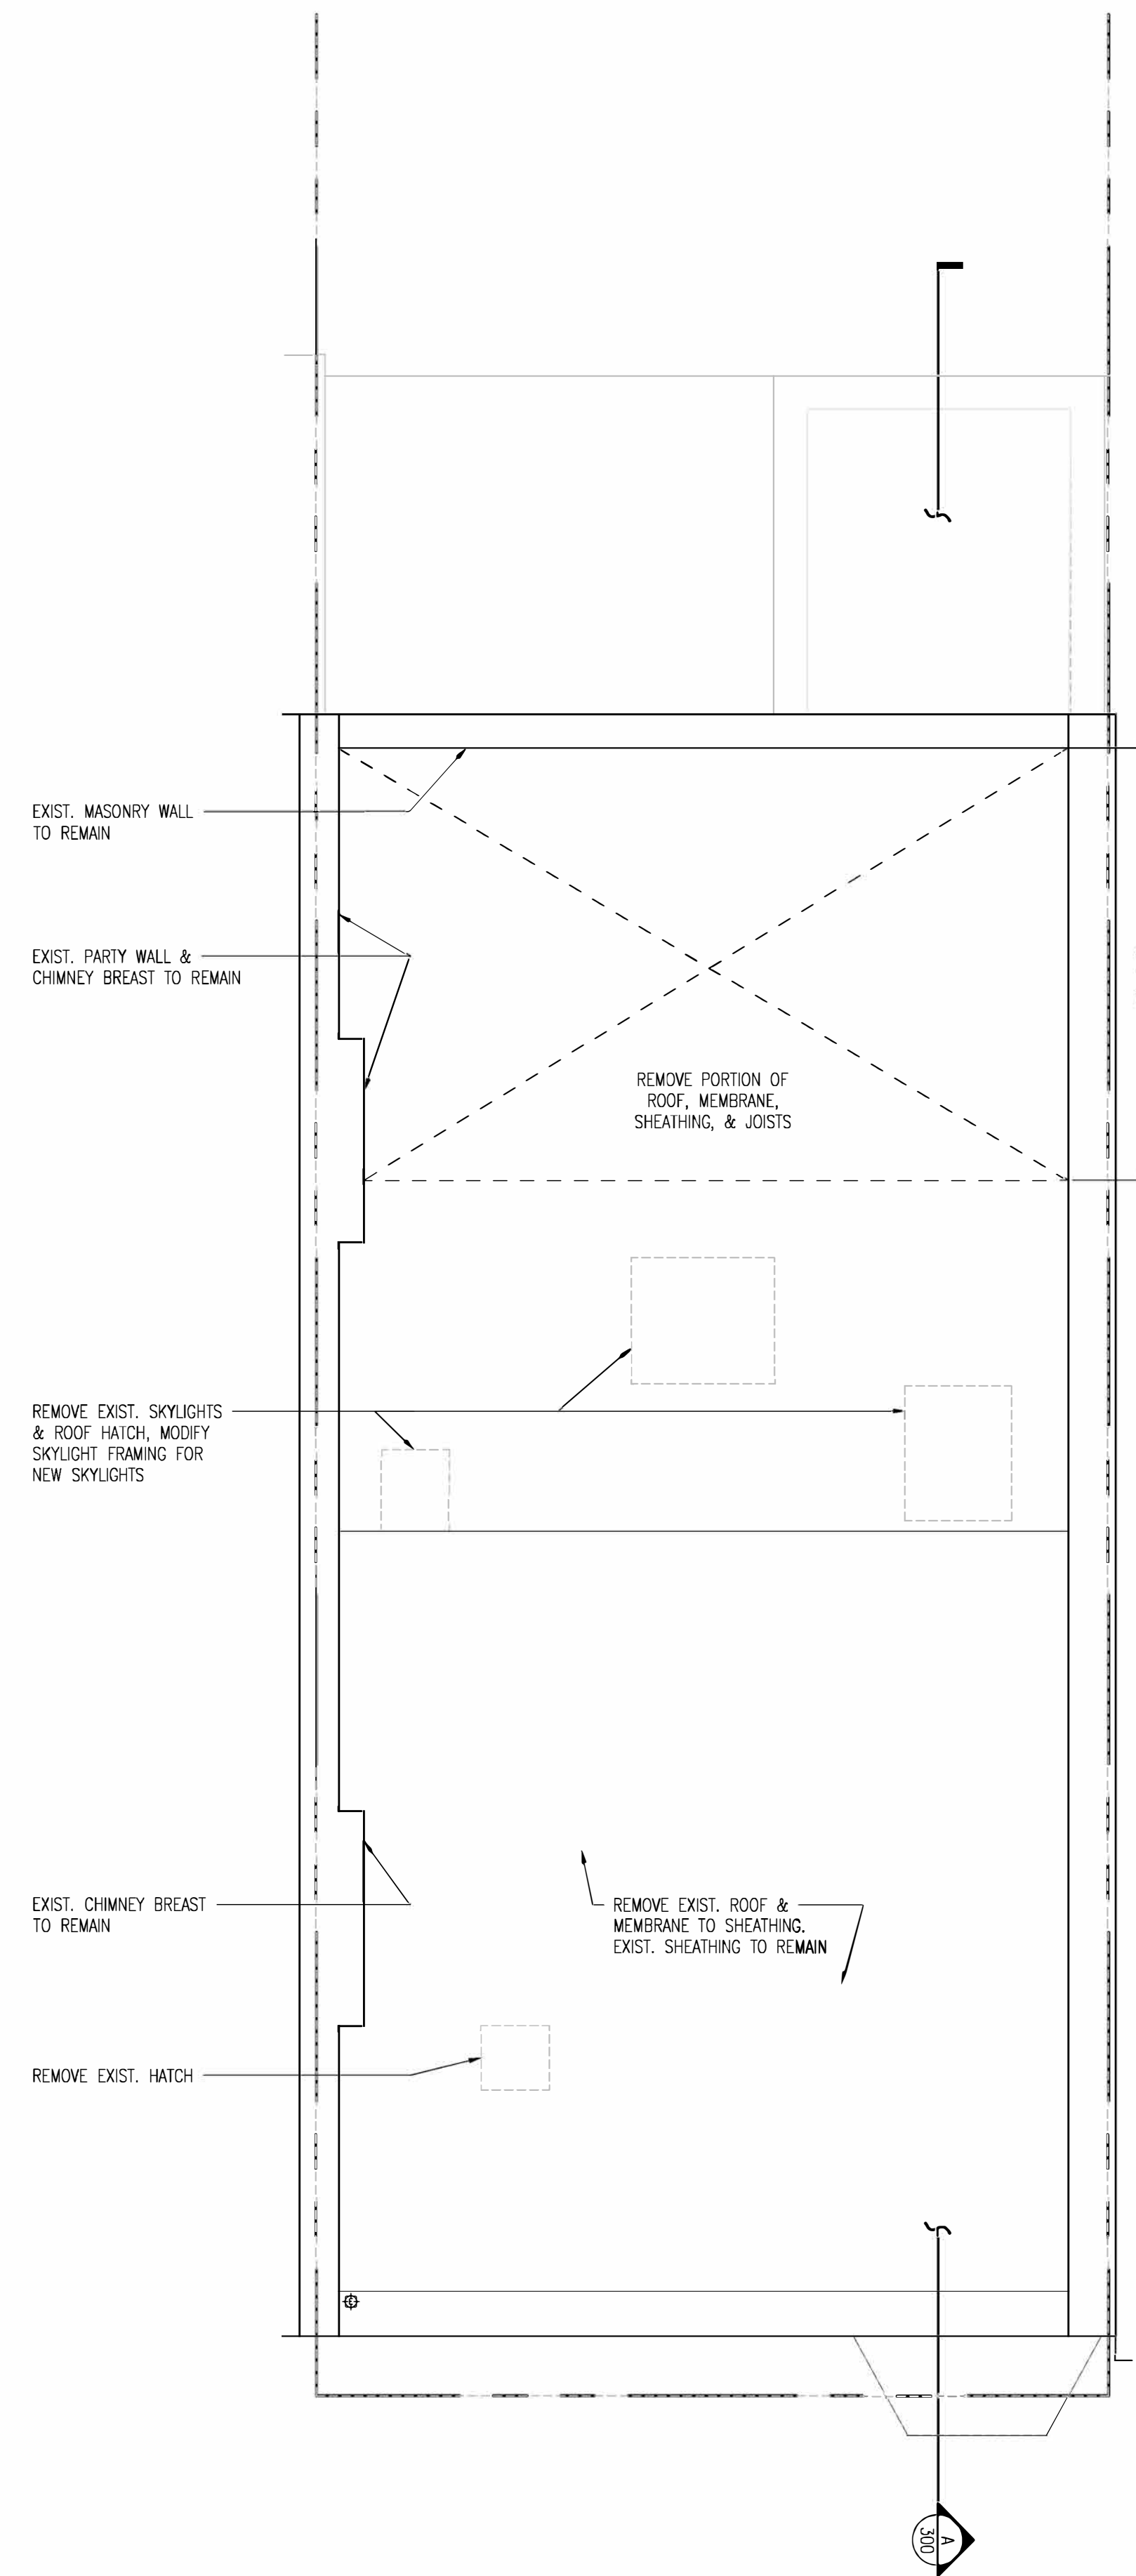 EXIST. MASONRY WALL
TO REMAIN
EXIST. PARTY WALL &
CHIMNEY BREAST TO REMAIN
REMOVE PORTION OF
ROOF, MEMBRANE,
SHEATHING, & JOISTS
REMOVE EXIST. SKYLIGHTS
& ROOF HATCH, MODIFY
SKYLIGHT FRAMING FOR
NEW SKYLIGHTS
EXIST. CHIMNEY BREAST
TO REMAIN
REMOVE EXIST. ROOF &
MEMBRANE TO SHEATHING.
EXIST. SHEATHING TO REMAIN
REMOVE EXIST. HATCH
A
300